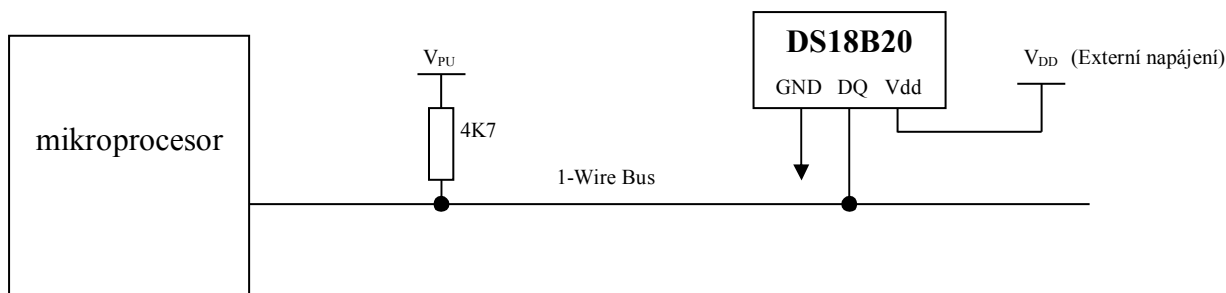 mikroprocesor
VPU
4K7
1-Wire Bus
DS18B20
GND DQ Vdd
VDD (Externí napájení)